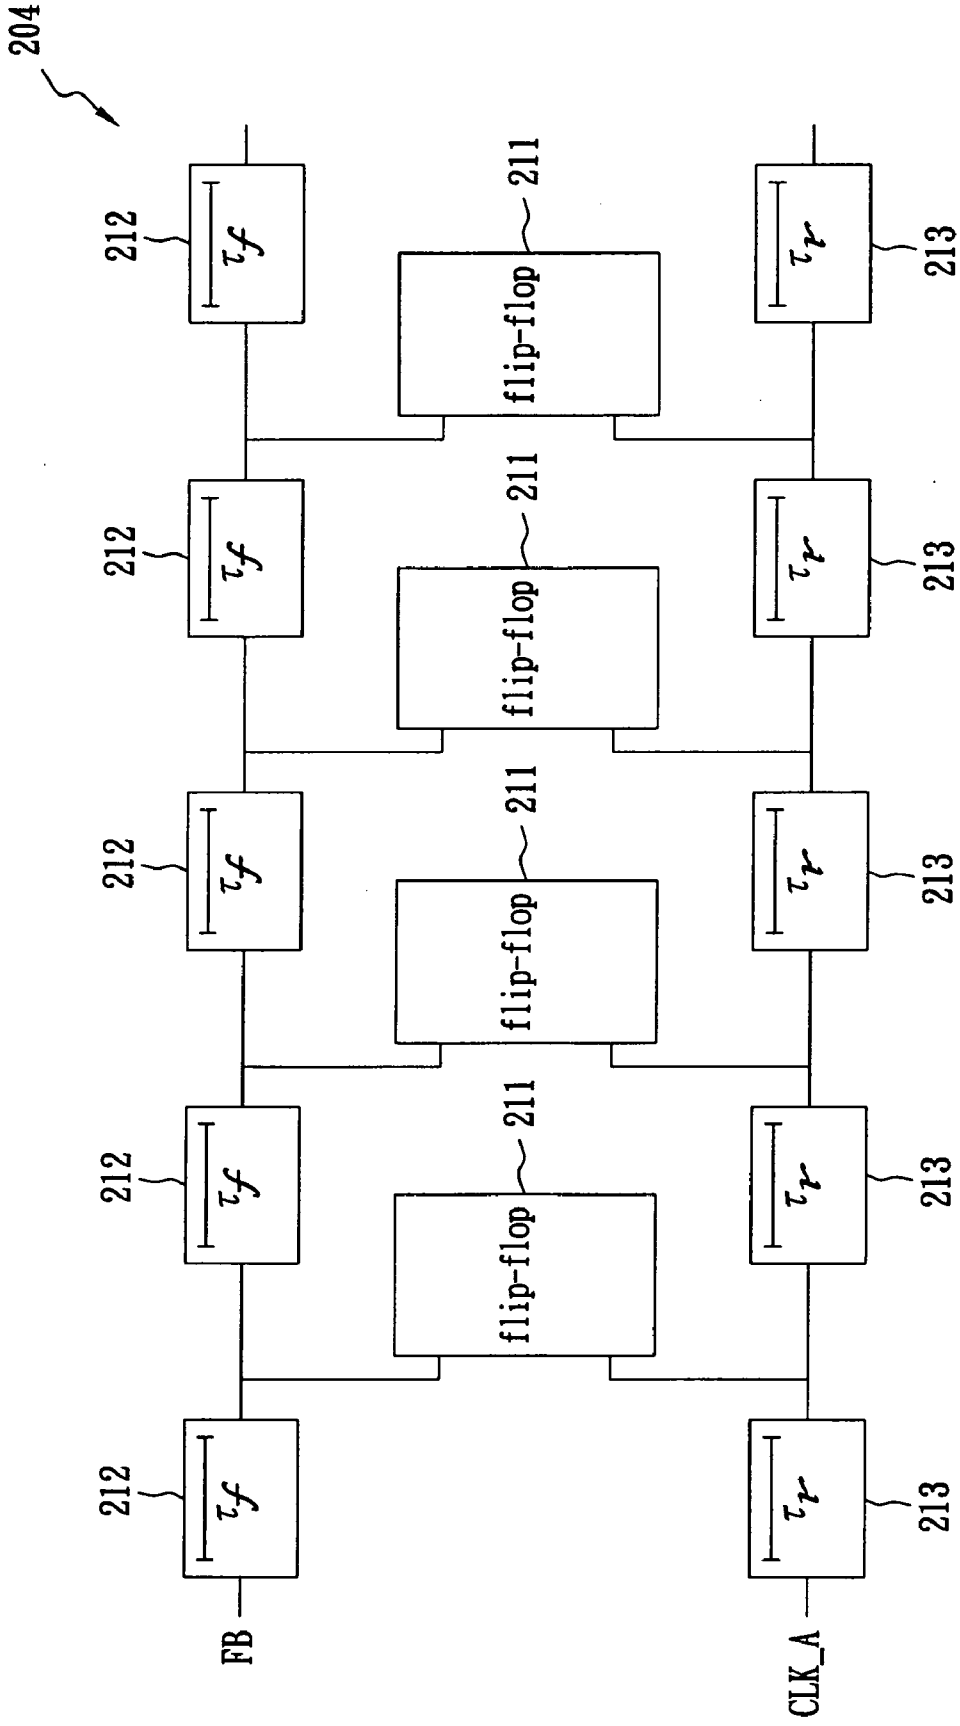 204
212 212 212 212 212
FB τf τf τf τf τf
211 211 211 211
flip-flop flip-flop flip-flop flip-flop
CLK_A τr τr τr τr τr
213 213 213 213 213